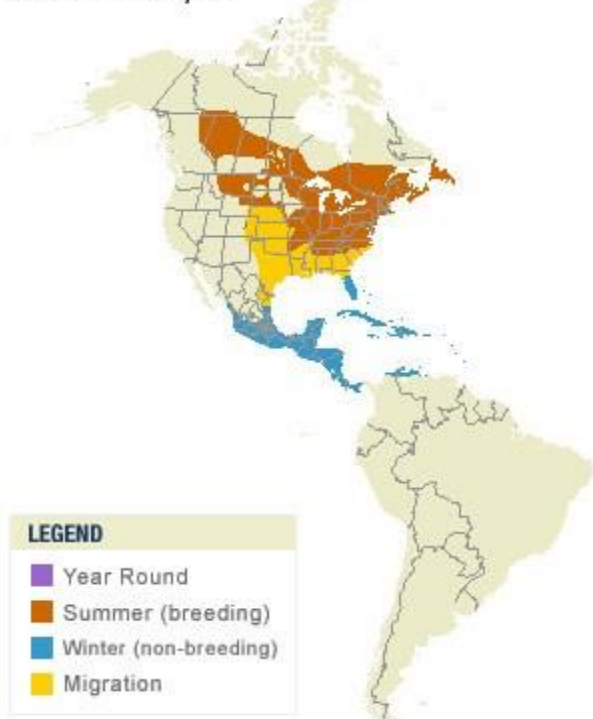 LEGEND
Year Round
Summer (breeding)
Winter (non-breeding)
Migration